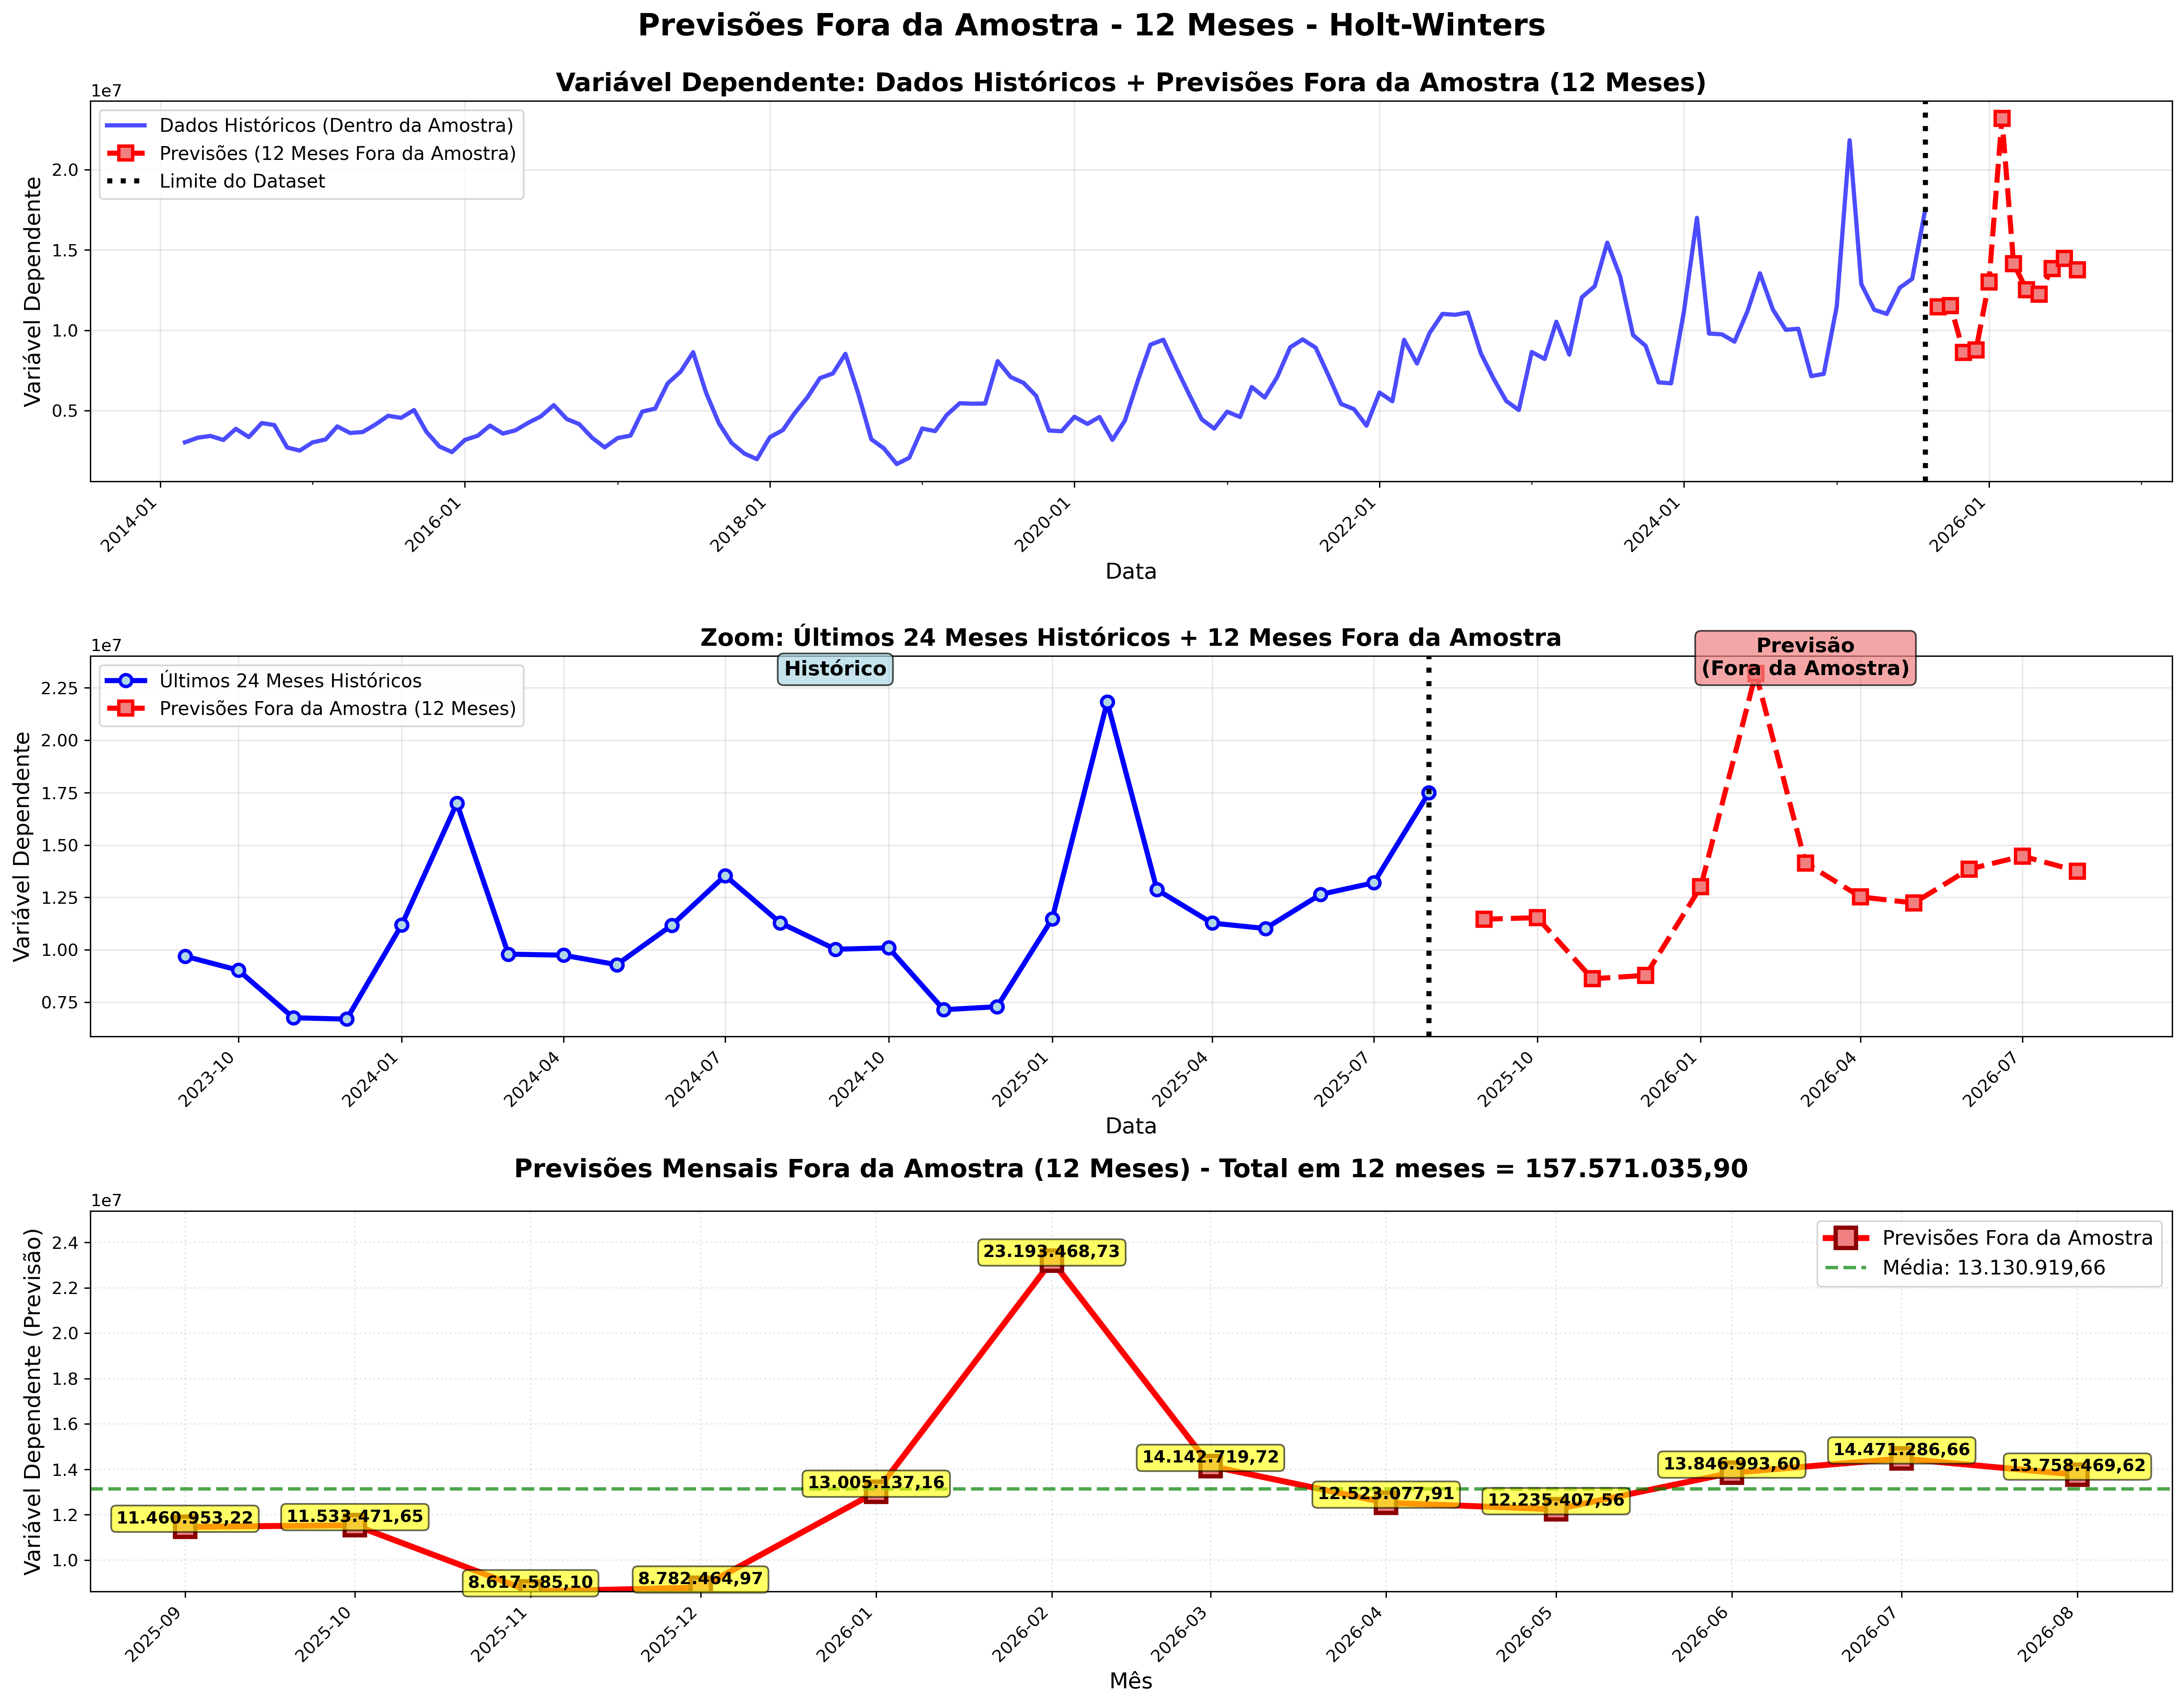 Previsões Fora da Amostra - 12 Meses - Holt-Winters
Variável Dependente: Dados Históricos + Previsões Fora da Amostra (12 Meses)
1e7
Dados Históricos (Dentro da Amostra)
Previsões (12 Meses Fora da Amostra)
Limite do Dataset
Variável Dependente
2.0
1.5
1.0
0.5
2014-01
2016-01
2018-01
2020-01
2022-01
2024-01
2026-01
Data
Zoom: Últimos 24 Meses Históricos + 12 Meses Fora da Amostra
1e7
Últimos 24 Meses Históricos
Previsões Fora da Amostra (12 Meses)
Histórico
Previsão
(Fora da Amostra)
Variável Dependente
2.25
2.00
1.75
1.50
1.25
1.00
0.75
2023-10
2024-01
2024-04
2024-07
2024-10
2025-01
2025-04
2025-07
2025-10
2026-01
2026-04
2026-07
Data
Previsões Mensais Fora da Amostra (12 Meses) - Total em 12 meses = 157.571.035,90
1e7
Previsões Fora da Amostra
Média: 13.130.919,66
Variável Dependente (Previsão)
2.4
2.2
2.0
1.8
1.6
1.4
1.2
1.0
11.460.953,22
11.533.471,65
8.617.585,10
8.782.464,97
13.005.137,16
23.193.468,73
14.142.719,72
12.523.077,91
12.235.407,56
13.846.993,60
14.471.286,66
13.758.469,62
2025-09
2025-10
2025-11
2025-12
2026-01
2026-02
2026-03
2026-04
2026-05
2026-06
2026-07
2026-08
Mês